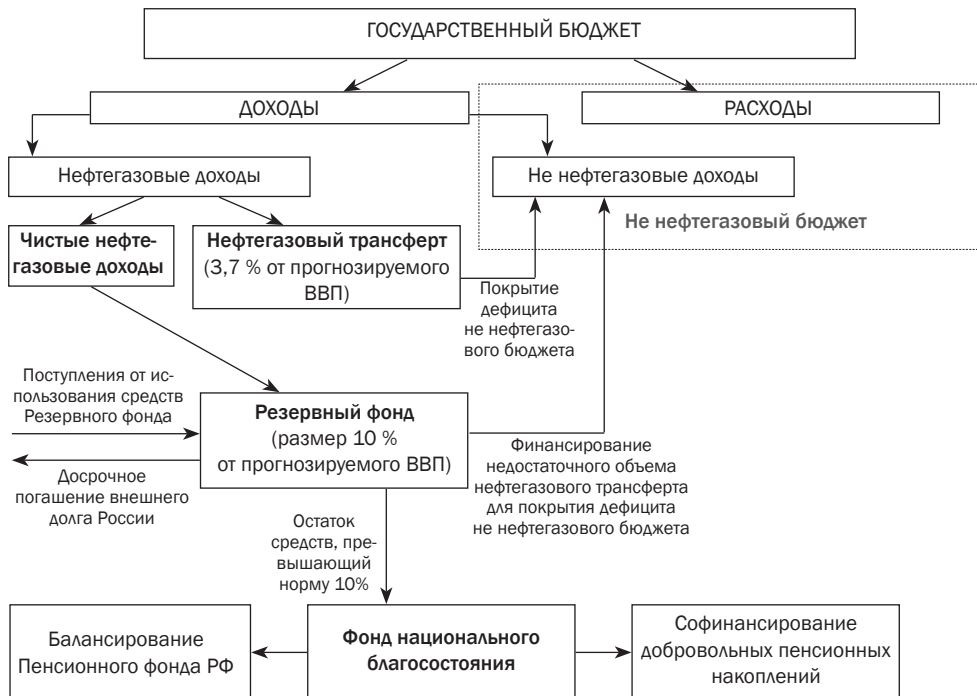 ГОСУДАРСТВЕННЫЙ БЮДЖЕТ
ДОХОДЫ
РАСХОДЫ
Нефтегазовые доходы
Не нефтегазовые доходы
Не нефтегазовый бюджет
Чистые нефте-
газовые доходы
Нефтегазовый трансферт
(3,7 % от прогнозируемого
ВВП)
Покрытие
дефицита
не нефтегазо-
вого бюджета
Поступления от ис-
пользования средств
Резервного фонда
Резервный фонд
(размер 10 %
от прогнозируемого ВВП)
Финансирование
недостаточного объема
нефтегазового трансферта
для покрытия дефицита
не нефтегазового бюджета
Досрочное
погашение внешнего
долга России
Остаток
средств, пре-
вышающий
норму 10%
Балансирование
Пенсионного фонда РФ
Фонд национального
благосостояния
Софинансирование
добровольных пенсионных
накоплений